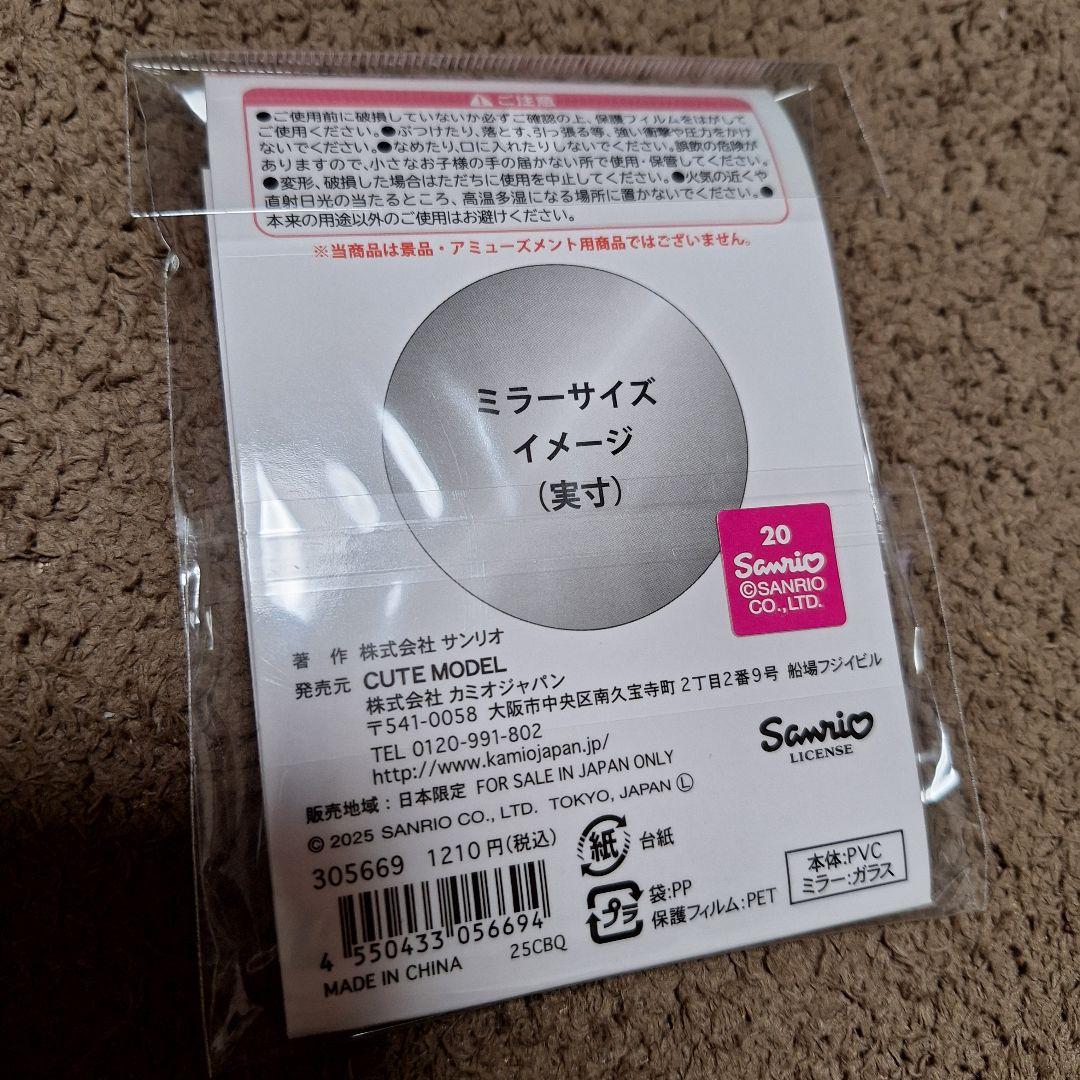 ご注意
●ご使用前に破損していないか必ずご確認の上、保護フィルムをはがして
ご使用ください。●ぶつけたり、落とす、引っ張る等、強い衝撃や圧力をかけ
ないでください。●なめたり、口に入れたりしないでください。誤飲の危険が
ありますので、小さなお子様の手の届かない所で使用・保管してください。
●変形、破損した場合はただちに使用を中止してください。●火気の近くや
直射日光の当たるところ、高温多湿になる場所に置かないでください。●
本来の用途以外のご使用はお避けください。
※当商品は景品・アミューズメント用商品ではございません。
ミラーサイズ
イメージ
(実寸)
20
Sanrio
©SANRIO
CO.,LTD.
著 作 株式会社 サンリオ
発売元 CUTE MODEL
株式会社 カミオジャパン
〒541-0058 大阪市中央区南久宝寺町 2丁目2番9号 船場フジイビル
TEL 0120-991-802
http://www.kamiojapan.jp/
Sanrio
LICENSE
販売地域:日本限定 FOR SALE IN JAPAN ONLY
© 2025 SANRIO CO., LTD. TOKYO, JAPAN Ⓛ
305669 1210円(税込)
紙 台紙
プラ 袋:PP
保護フィルム:PET
本体:PVC
ミラー:ガラス
4 550433 056694
25CBQ
MADE IN CHINA